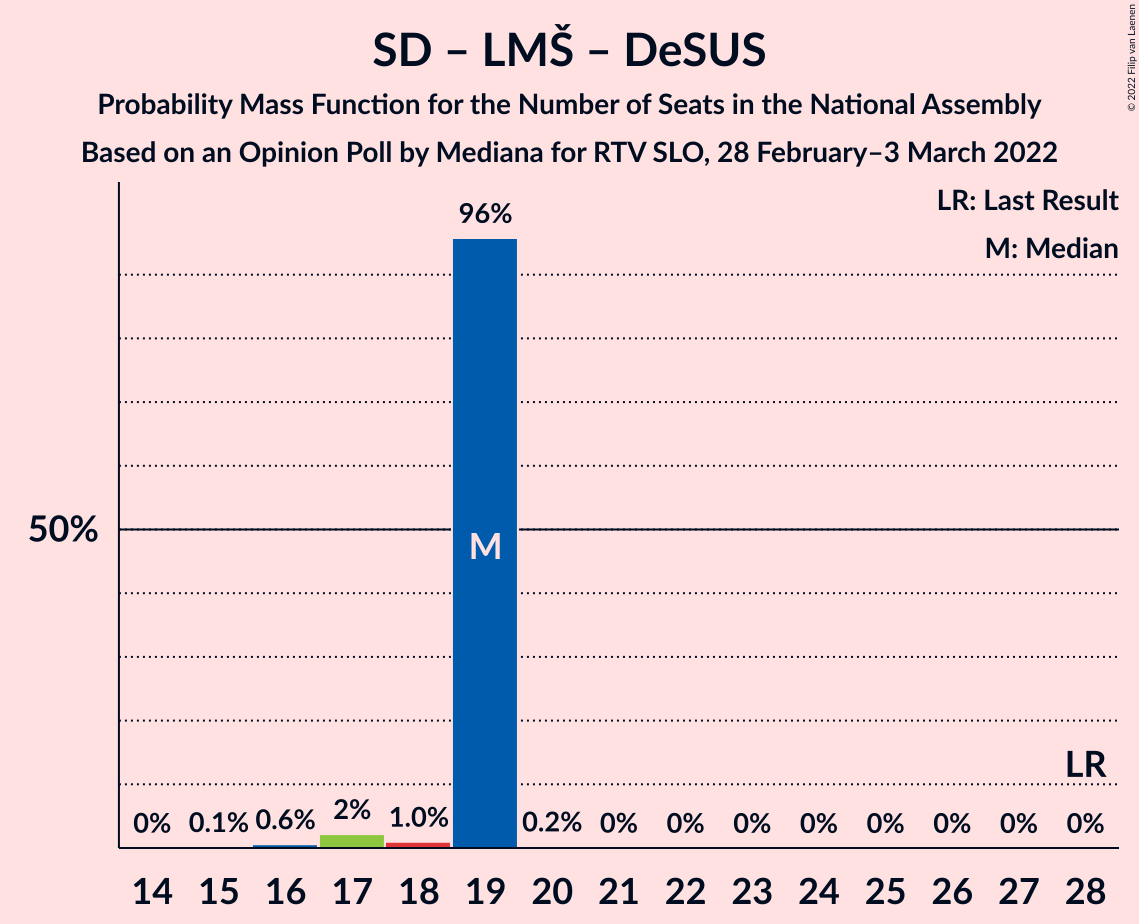 SD – LMŠ – DeSUS
Probability Mass Function for the Number of Seats in the National Assembly
Based on an Opinion Poll by Mediana for RTV SLO, 28 February–3 March 2022
© 2022 Filip van Laenen
LR: Last Result
M: Median
96%
50%
M
LR
0% 0.1% 0.6% 2% 1.0% 0.2% 0% 0% 0% 0% 0% 0% 0% 0%
14 15 16 17 18 19 20 21 22 23 24 25 26 27 28